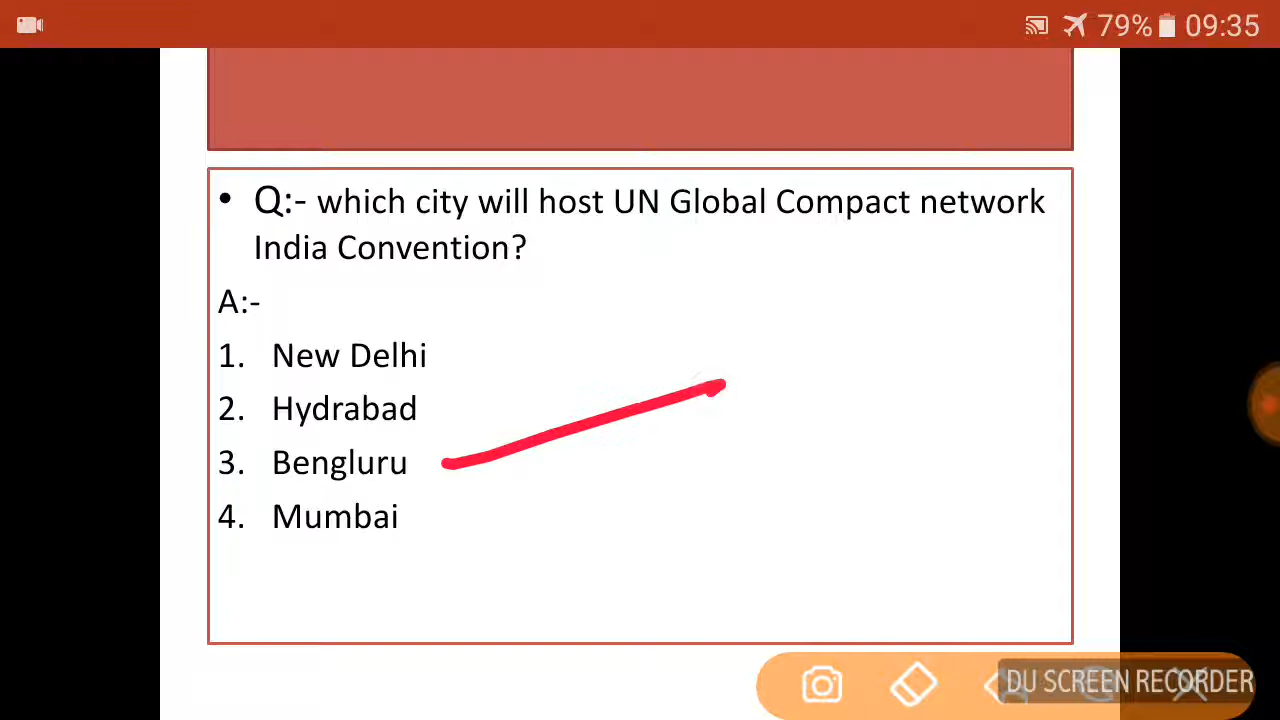 79% 09:35
• Q:- which city will host UN Global Compact network
India Convention?
A:-
1. New Delhi
2. Hydrabad
3. Bengluru
4. Mumbai
DU SCREEN RECORDER